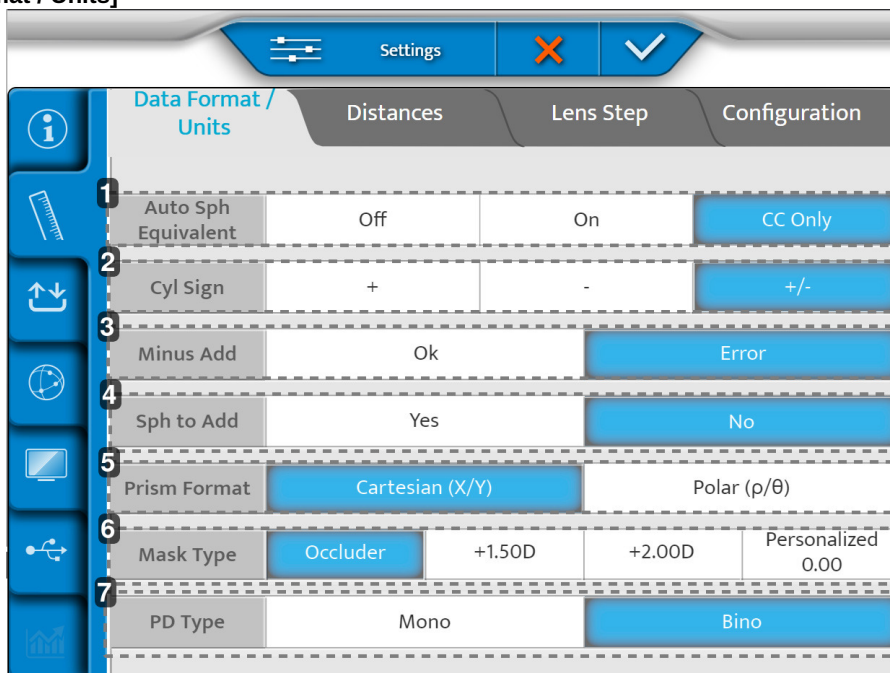 at / Units]
Settings
Data Format /
Units
Distances
Lens Step
Configuration
1
Auto Sph
Equivalent
Off
On
CC Only
2
Cyl Sign
+
-
+/-
3
Minus Add
Ok
Error
4
Sph to Add
Yes
No
5
Prism Format
Cartesian (X/Y)
Polar (ρ/θ)
6
Mask Type
Occluder
+1.50D
+2.00D
Personalized
0.00
7
PD Type
Mono
Bino